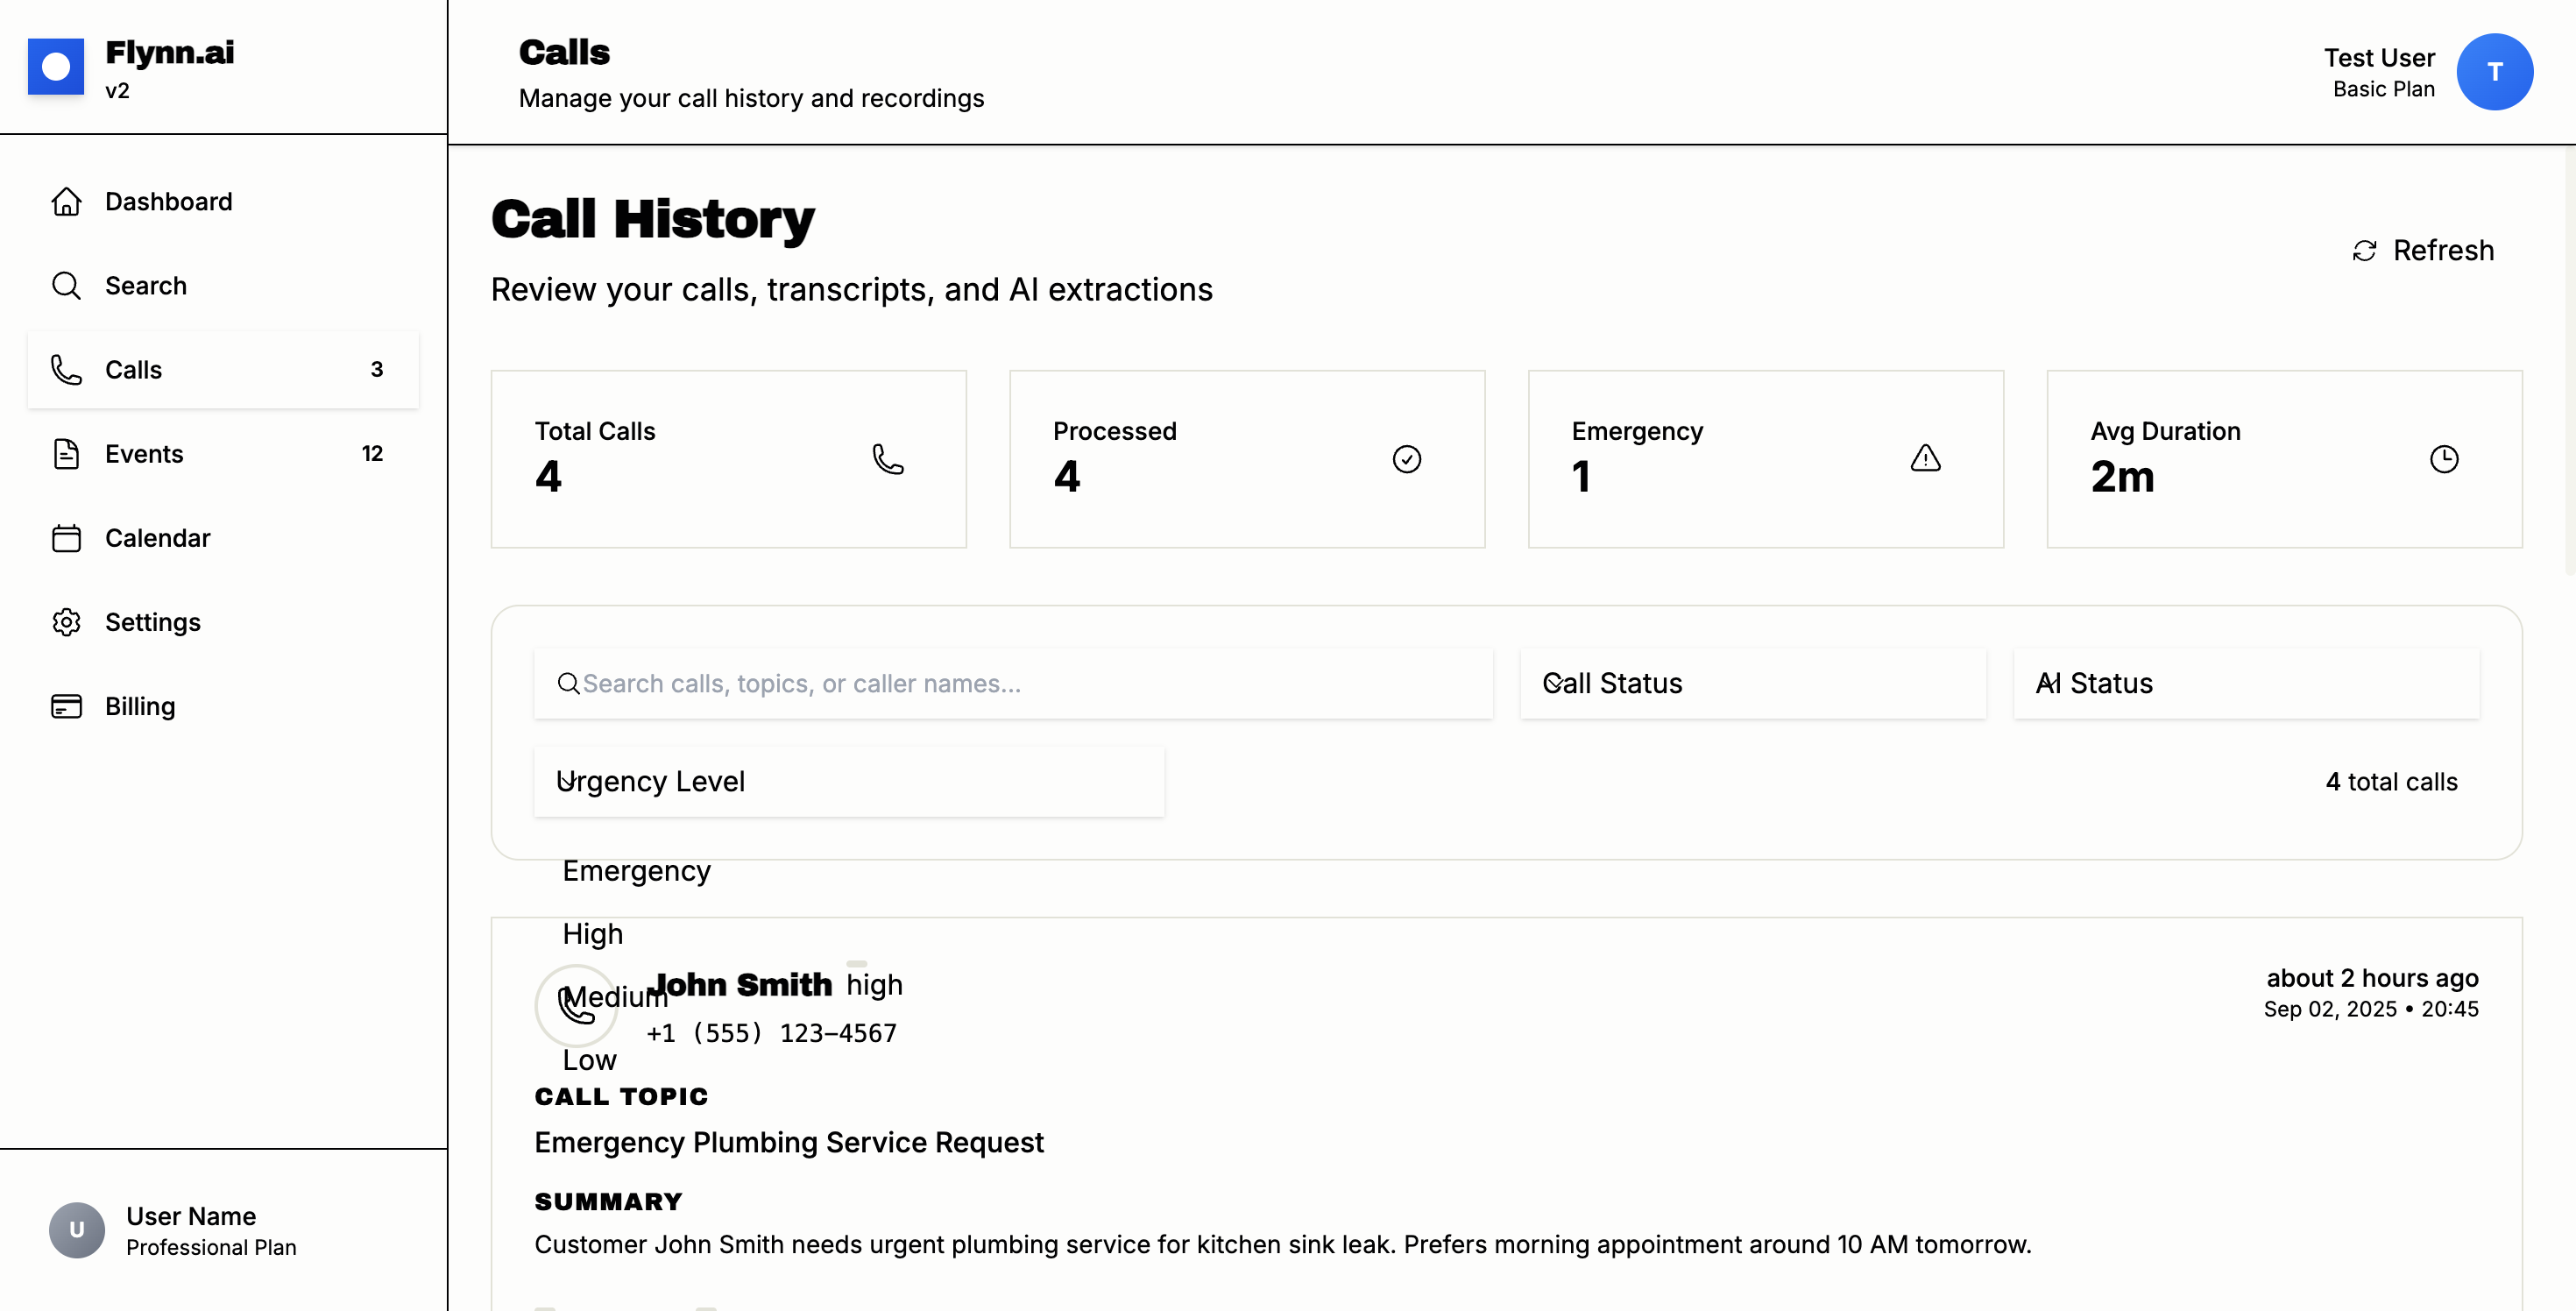 Flynn.ai
v2
Dashboard
Search
Calls 3
Events 12
Calendar
Settings
Billing
U
User Name
Professional Plan
Calls
Manage your call history and recordings
Test User
Basic Plan
T
Call History
Review your calls, transcripts, and AI extractions
Refresh
Total Calls
4
Processed
4
Emergency
1
Avg Duration
2m
Search calls, topics, or caller names...
Call Status
AI Status
Urgency Level
4 total calls
Emergency
High
Medium
Low
John Smith high
+1 (555) 123–4567
about 2 hours ago
Sep 02, 2025 • 20:45
CALL TOPIC
Emergency Plumbing Service Request
SUMMARY
Customer John Smith needs urgent plumbing service for kitchen sink leak. Prefers morning appointment around 10 AM tomorrow.